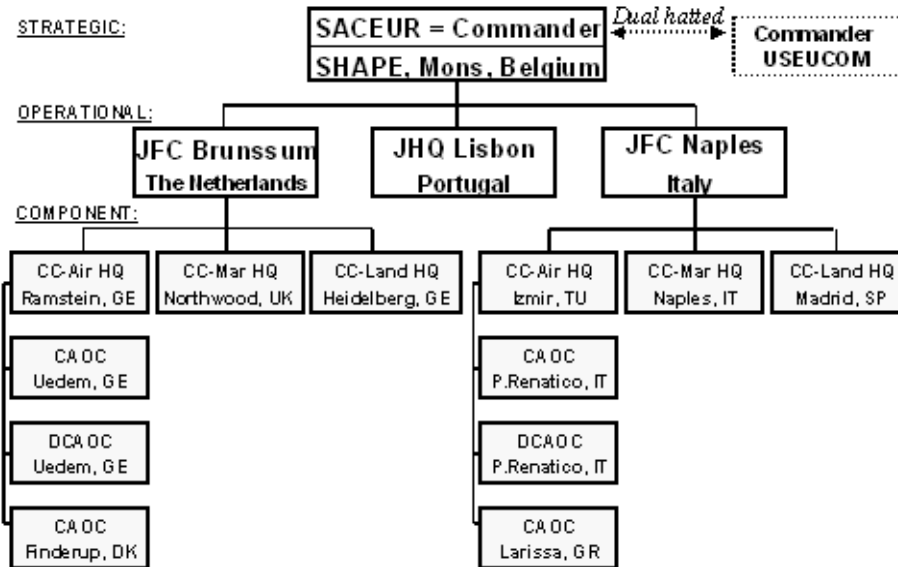 STRATEGIC:
SACEUR = Commander
SHAPE, Mons, Belgium
Dual hatted
Commander
USEUCOM
OPERATIONAL:
JFC Brunssum
The Netherlands
JHQ Lisbon
Portugal
JFC Naples
Italy
COMPONENT:
CC-Air HQ
Ramstein, GE
CC-Mar HQ
Northwood, UK
CC-Land HQ
Heidelberg, GE
CC-Air HQ
Izmir, TU
CC-Mar HQ
Naples, IT
CC-Land HQ
Madrid, SP
CAOC
Uedem, GE
CAOC
P.Renatico, IT
DCAOC
Uedem, GE
DCAOC
P.Renatico, IT
CAOC
Finderup, DK
CAOC
Larissa, GR